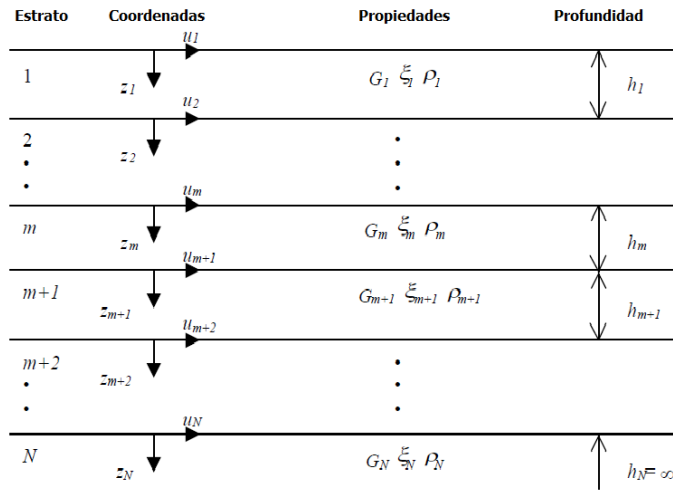 Estrato Coordenadas Propiedades Profundidad
u1
1 z1 G1 ξ1 ρ1 h1
u2
2 z2
um
m zm Gm ξm ρm hm
um+1
m+1 zm+1 Gm+1 ξm+1 ρm+1 hm+1
um+2
m+2 zm+2
uN
N zN GN ξN ρN hN= ∞